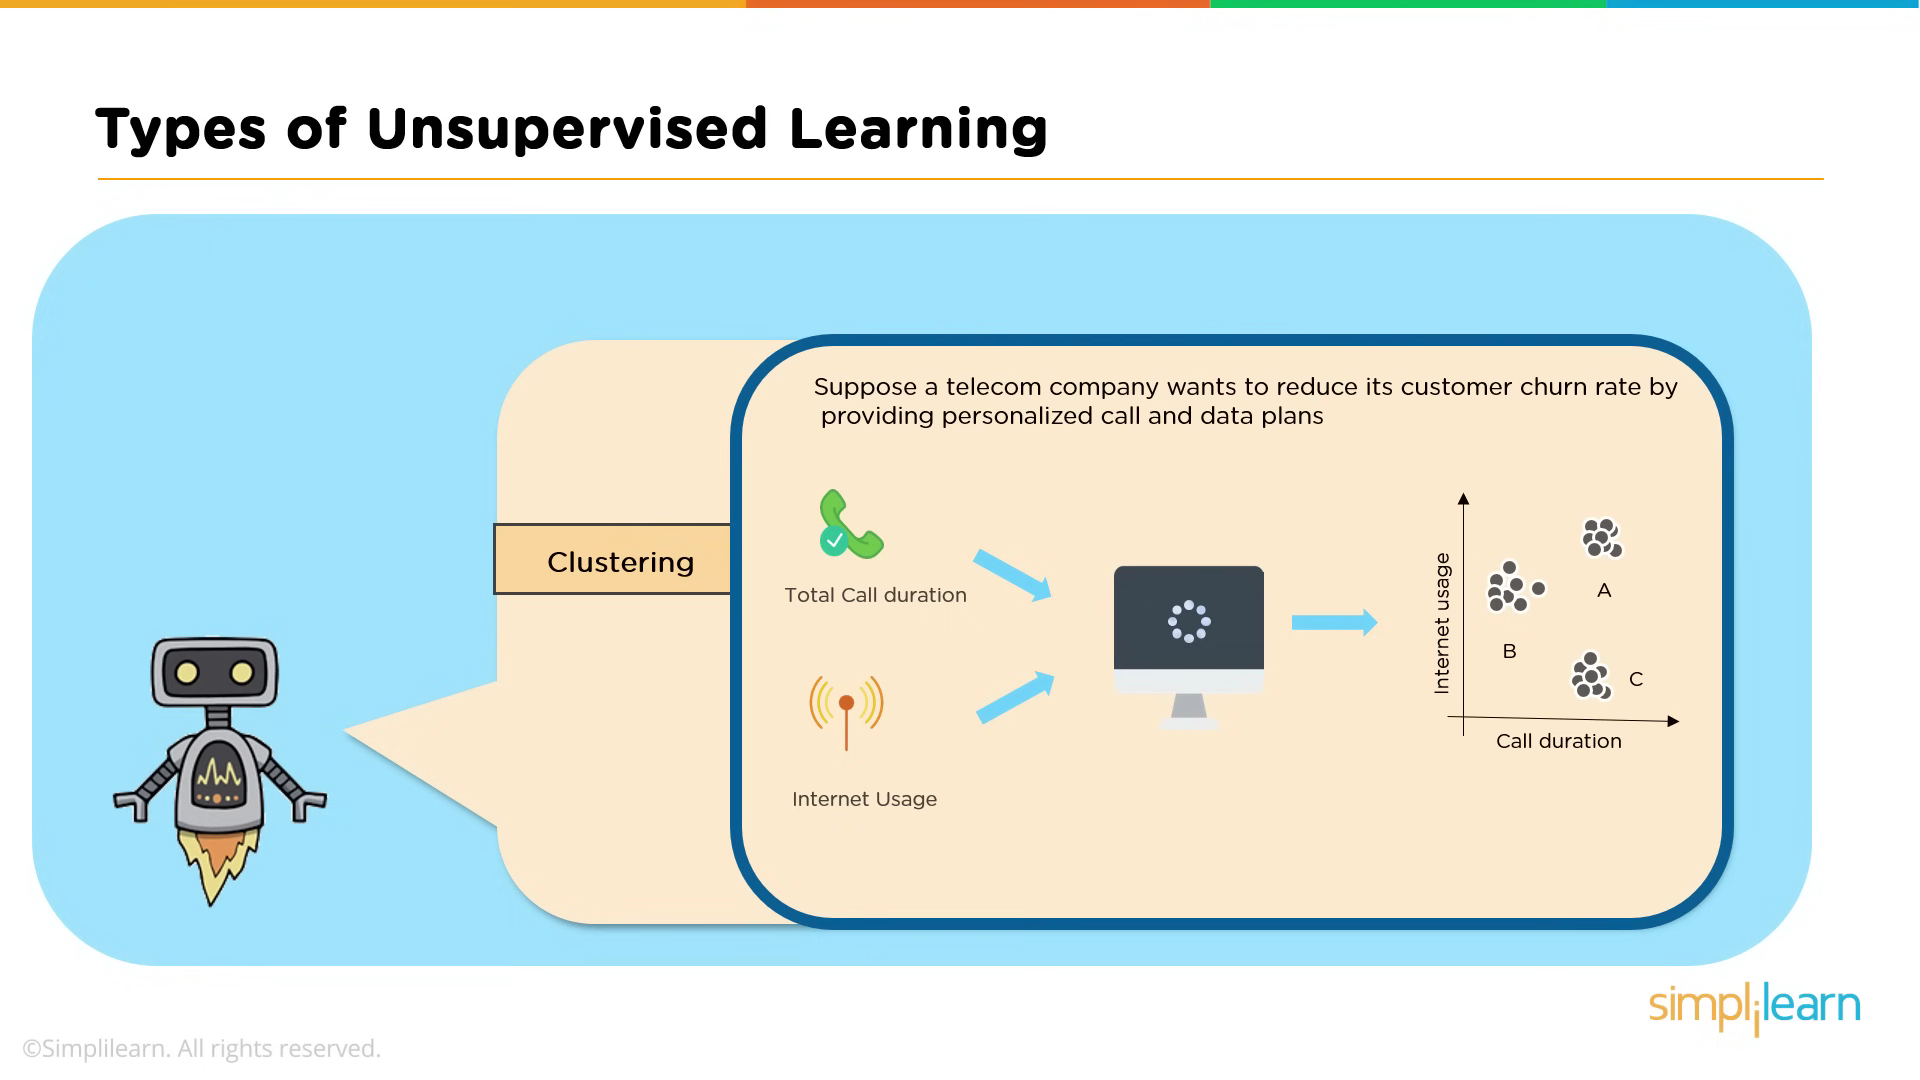 Types of Unsupervised Learning
Suppose a telecom company wants to reduce its customer churn rate by
providing personalized call and data plans
Clustering
Total Call duration
Internet Usage
Internet usage
A
B
C
Call duration
simplilearn
©Simplilearn. All rights reserved.